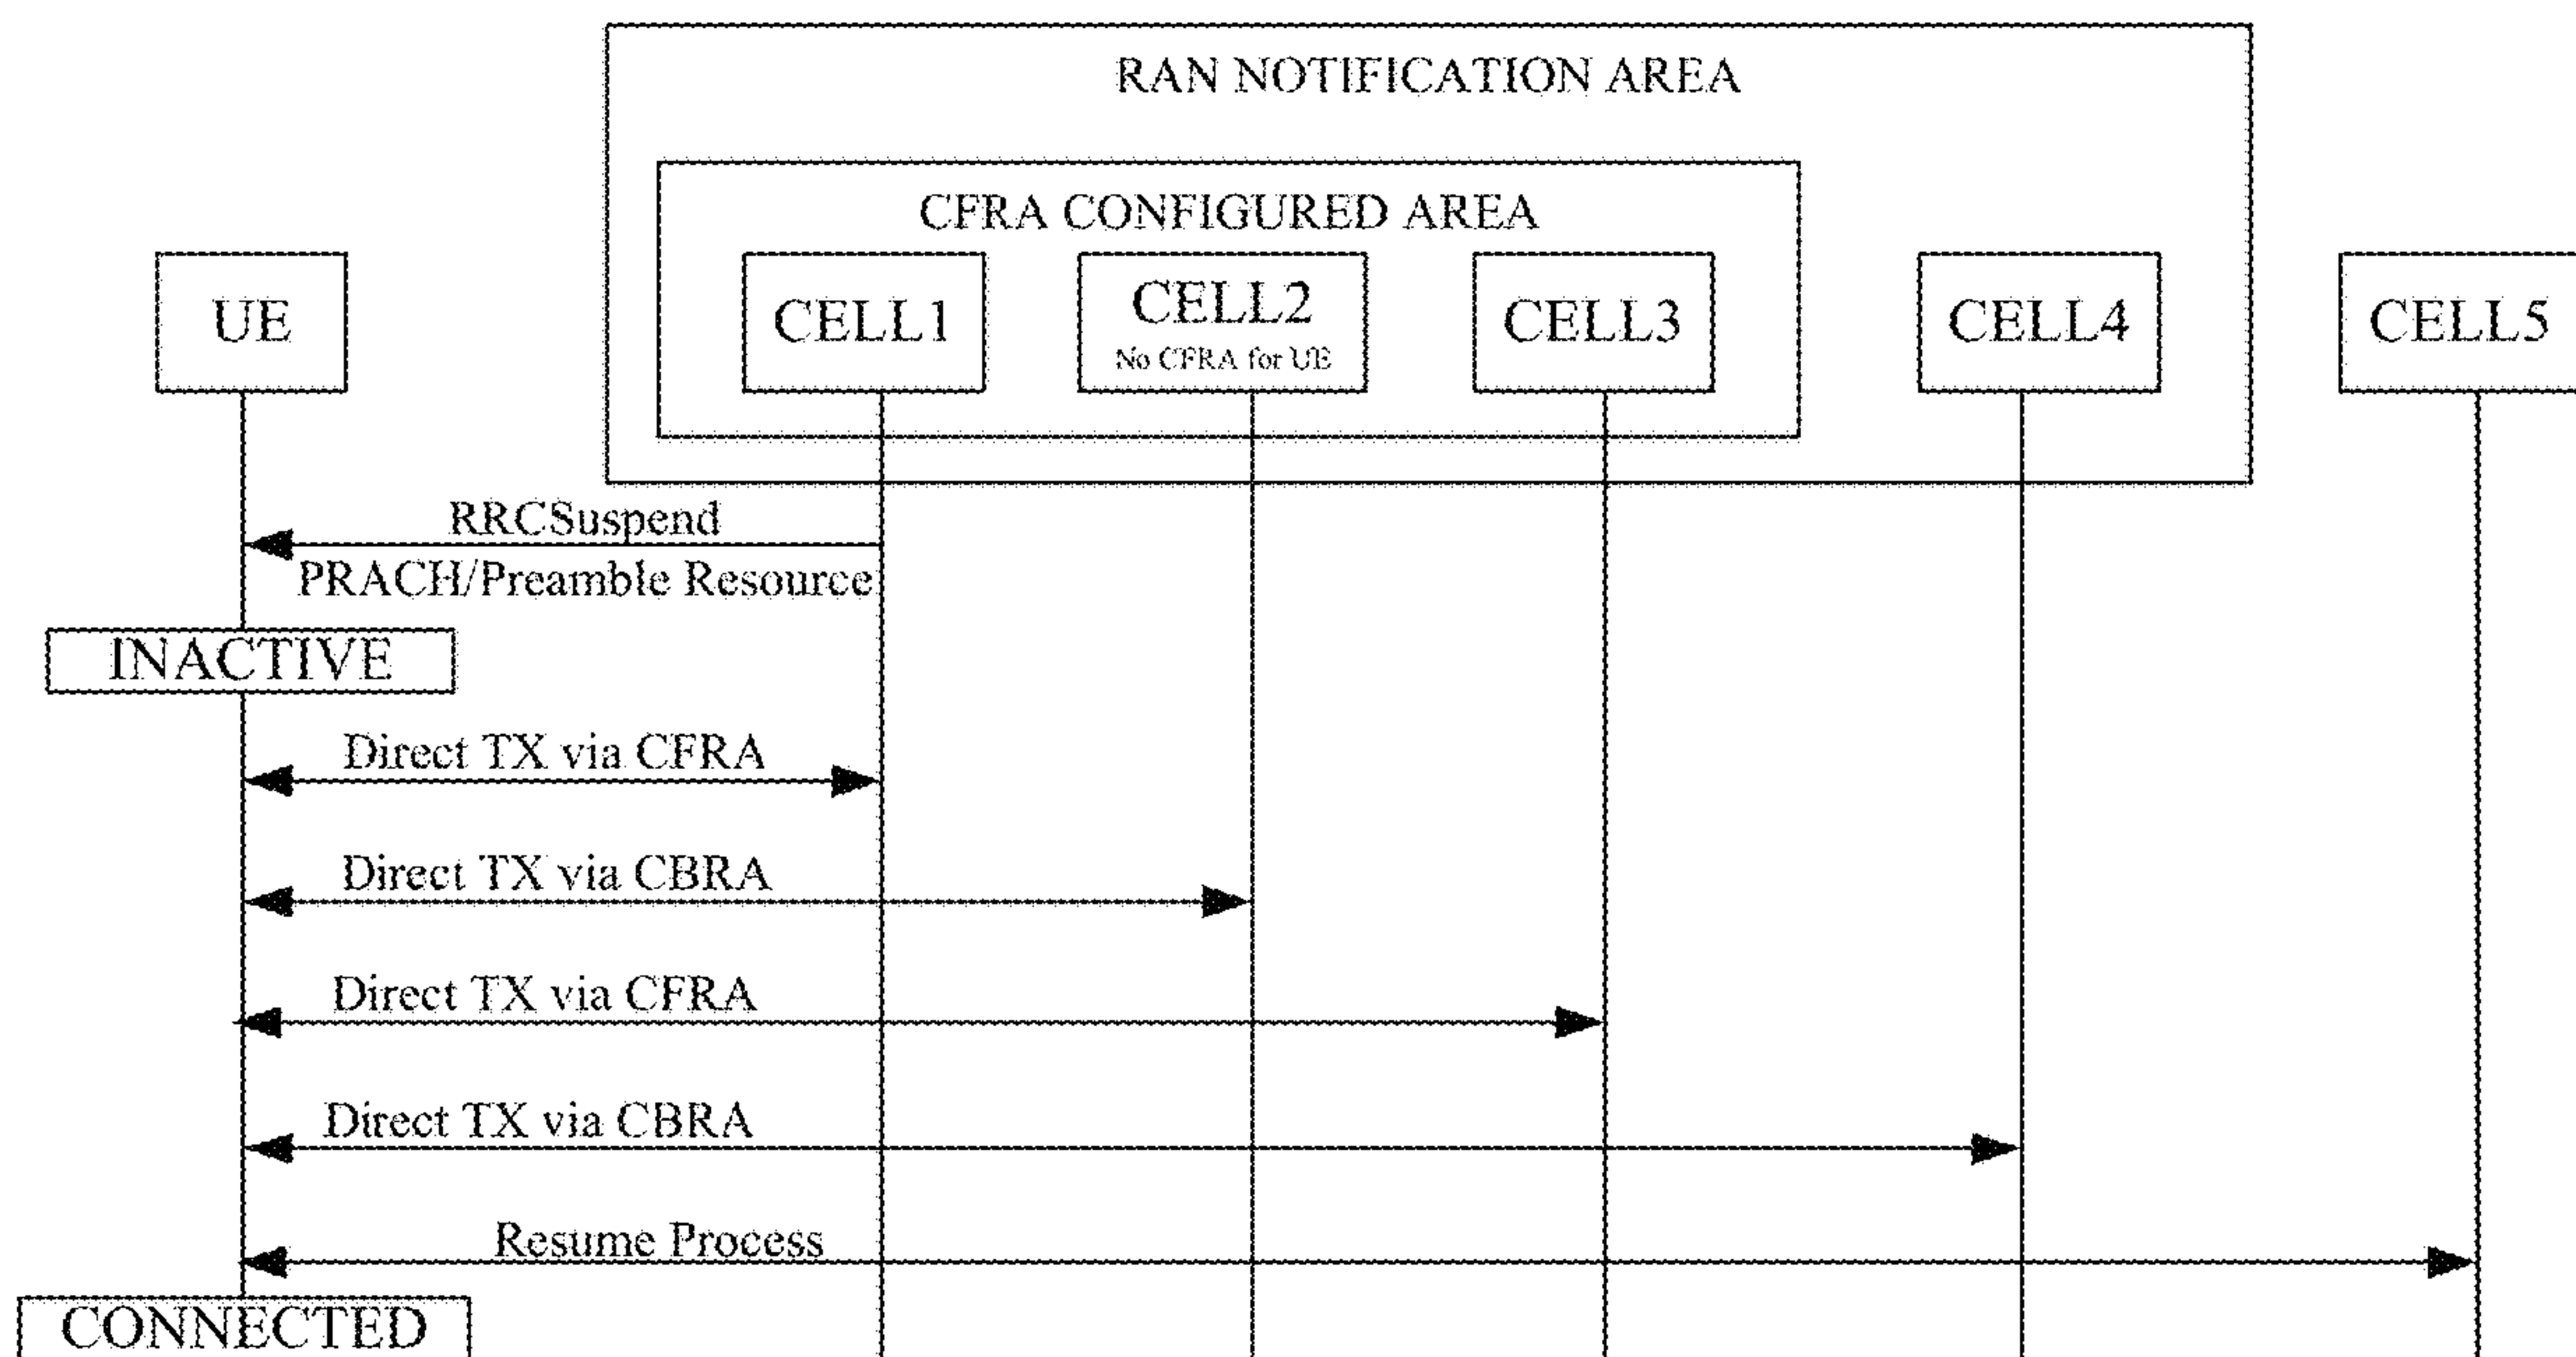 RAN NOTIFICATION AREA
CFRA CONFIGURED AREA
UE
CELL1
CELL2
No CFRA for UE
CELL3
CELL4
CELL5
RRCSuspend
PRACH/Preamble Resource
INACTIVE
Direct TX via CFRA
Direct TX via CBRA
Direct TX via CFRA
Direct TX via CBRA
Resume Process
CONNECTED